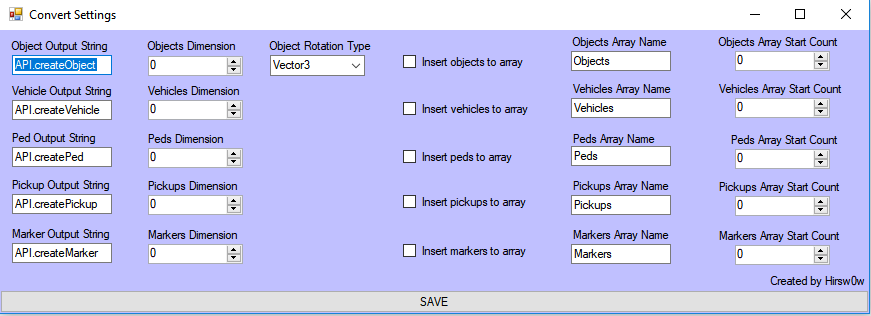 Convert Settings
Object Output String Objects Dimension Object Rotation Type Objects Array Name Objects Array Start Count
API.createObject 0 Vector3 Insert objects to array Objects 0
Vehicle Output String Vehicles Dimension Vehicles Array Name Vehicles Array Start Count
API.createVehicle 0 Insert vehicles to array Vehicles 0
Ped Output String Peds Dimension Peds Array Name Peds Array Start Count
API.createPed 0 Insert peds to array Peds 0
Pickup Output String Pickups Dimension Pickups Array Name Pickups Array Start Count
API.createPickup 0 Insert pickups to array Pickups 0
Marker Output String Markers Dimension Markers Array Name Markers Array Start Count
API.createMarker 0 Insert markers to array Markers 0
Created by Hirsw0w
SAVE